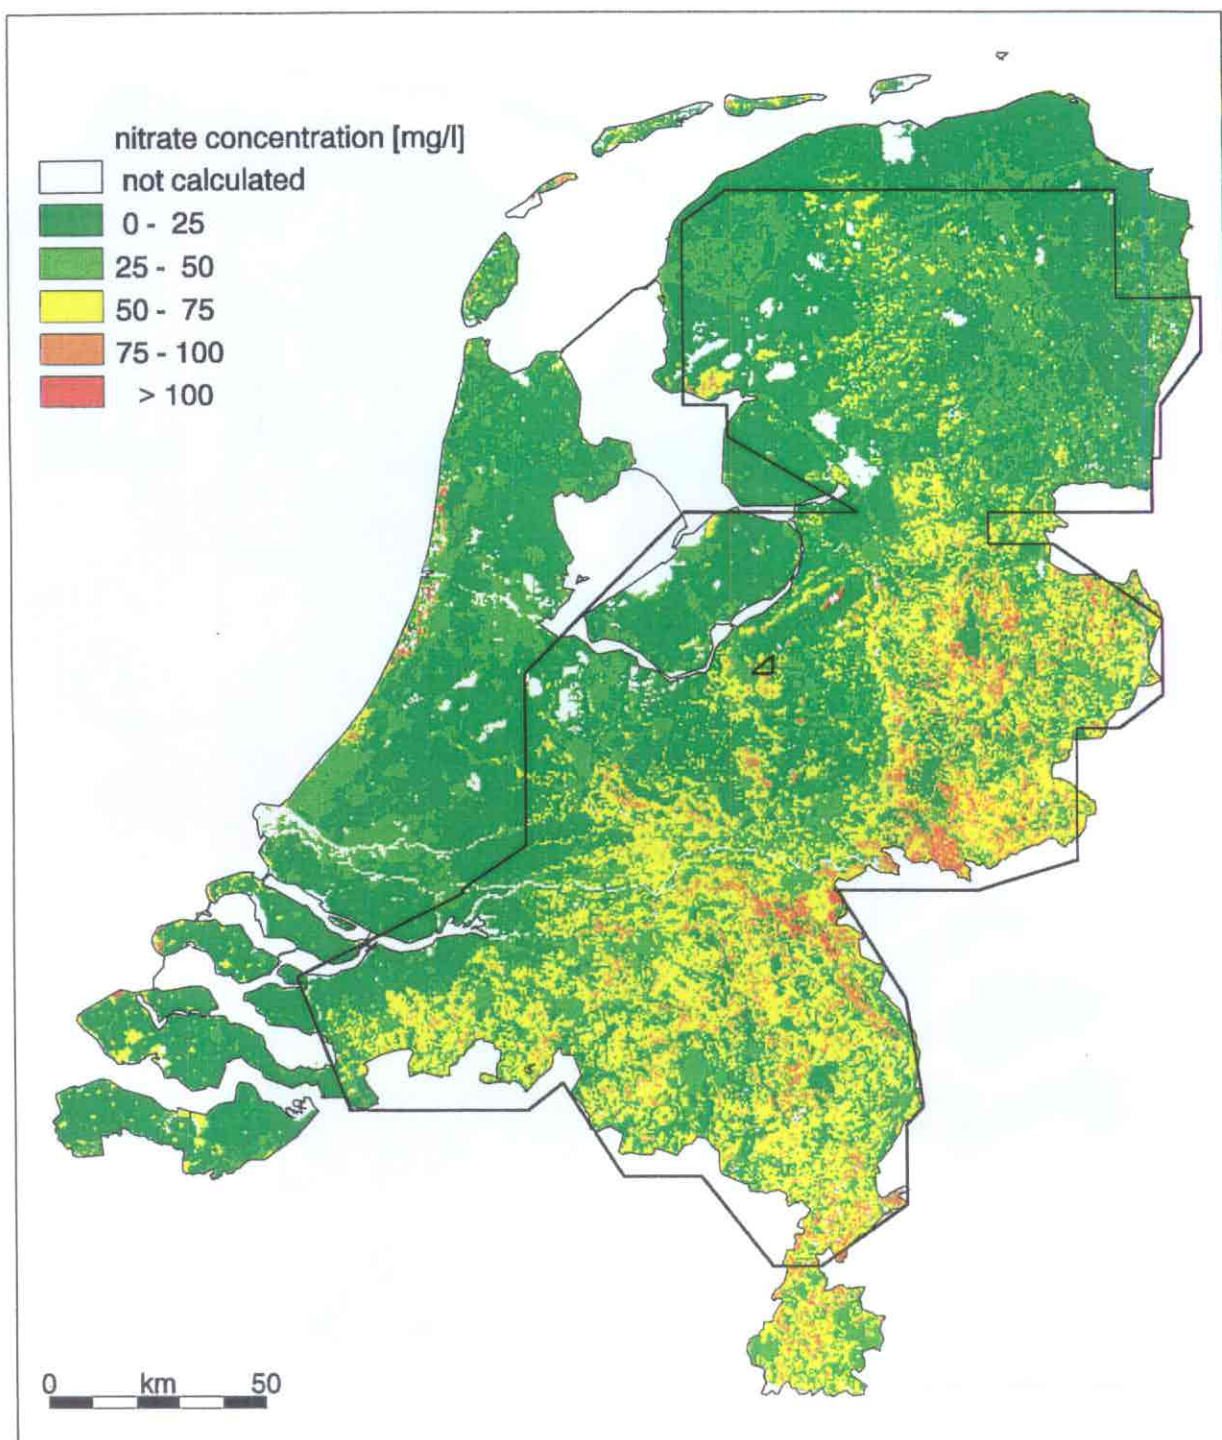 nitrate concentration [mg/l]
not calculated
0 - 25
25 - 50
50 - 75
75 - 100
> 100
0 km 50